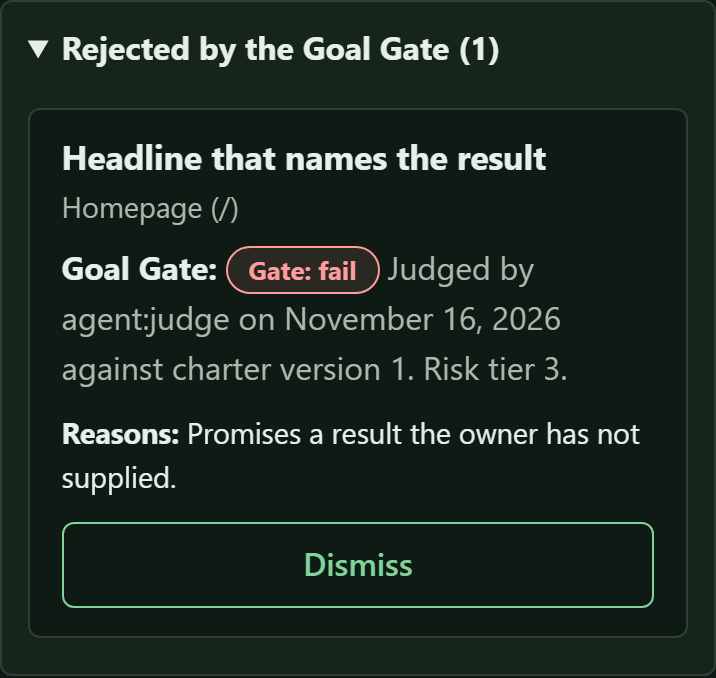 ▼ Rejected by the Goal Gate (1)
Headline that names the result
Homepage (/)
Goal Gate: Gate: fail Judged by
agent:judge on November 16, 2026
against charter version 1. Risk tier 3.
Reasons: Promises a result the owner has not
supplied.
Dismiss